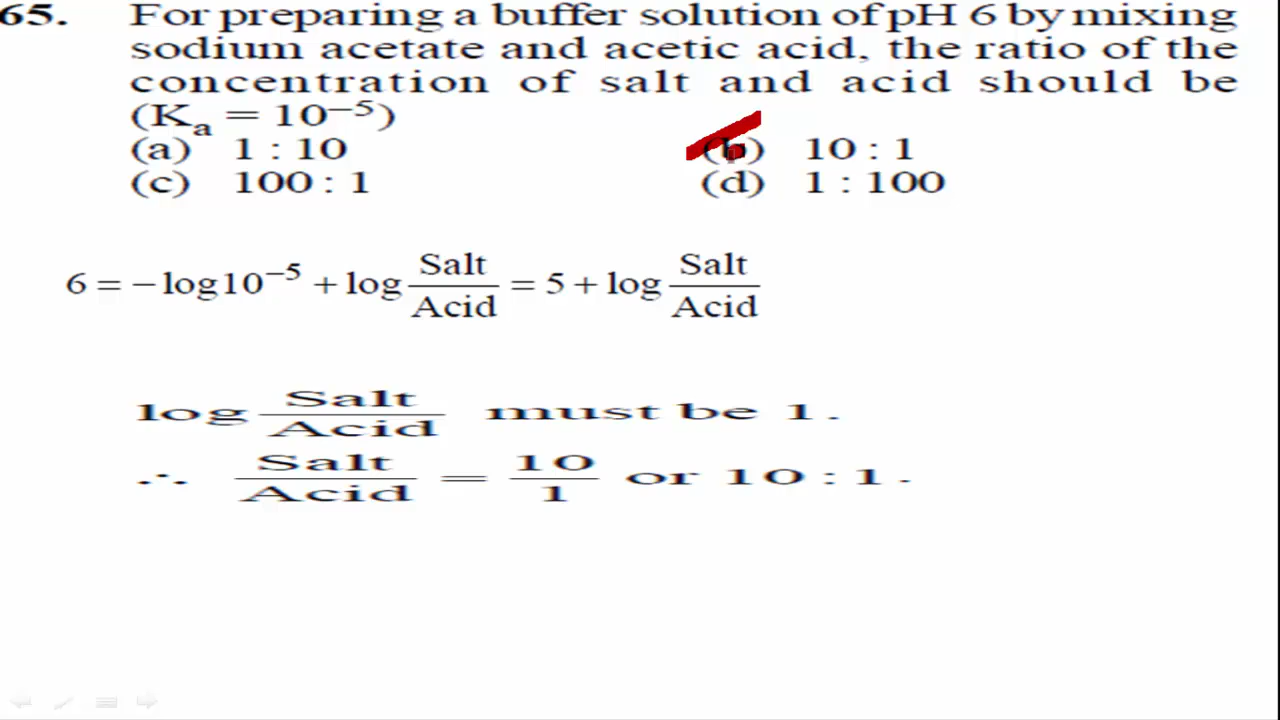 65. For preparing a buffer solution of pH 6 by mixing
sodium acetate and acetic acid, the ratio of the
concentration of salt and acid should be
(Kₐ = 10⁻⁵)
(a) 1 : 10 (b) 10 : 1
(c) 100 : 1 (d) 1 : 100
6 = −log10⁻⁵ + log Salt/Acid = 5 + log Salt/Acid
log Salt/Acid must be 1.
∴ Salt/Acid = 10/1 or 10 : 1.